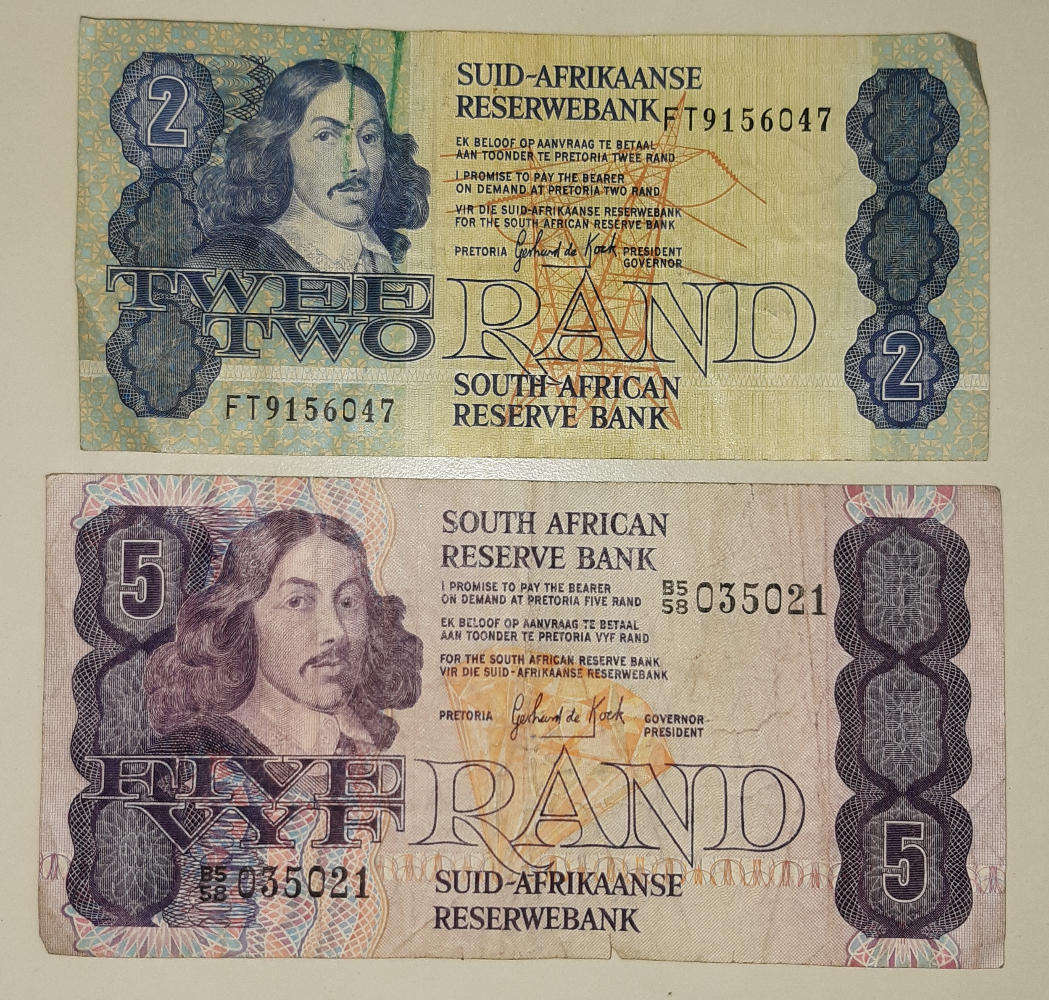 2
SUID-AFRIKAANSE
RESERWEBANK
FT9156047
EK BELOOF OP AANVRAAG TE BETAAL
AAN TOONDER TE PRETORIA TWEE RAND
I PROMISE TO PAY THE BEARER
ON DEMAND AT PRETORIA TWO RAND
VIR DIE SUID-AFRIKAANSE RESERWEBANK
FOR THE SOUTH AFRICAN RESERVE BANK
PRETORIA Gerhard de Kock PRESIDENT
GOVERNOR
TWEE
TWO
RAND
2
SOUTH AFRICAN
RESERVE BANK
FT9156047
5
SOUTH AFRICAN
RESERVE BANK
I PROMISE TO PAY THE BEARER
ON DEMAND AT PRETORIA FIVE RAND
B5
58 035021
EK BELOOF OP AANVRAAG TE BETAAL
AAN TOONDER TE PRETORIA VYF RAND
FOR THE SOUTH AFRICAN RESERVE BANK
VIR DIE SUID-AFRIKAANSE RESERWEBANK
PRETORIA Gerhard de Kock GOVERNOR
PRESIDENT
FIVE
VYF
RAND
5
B5
58 035021
SUID-AFRIKAANSE
RESERWEBANK